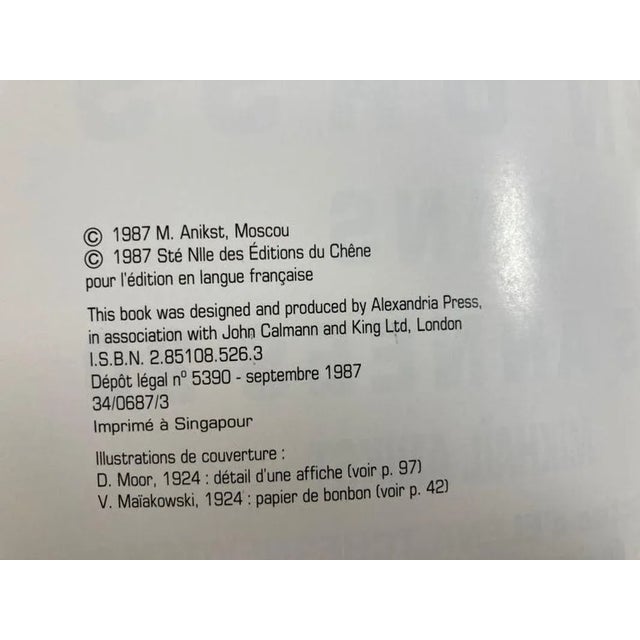 © 1987 M. Anikst, Moscou
© 1987 Sté Nlle des Éditions du Chêne
pour l'édition en langue française
This book was designed and produced by Alexandria Press,
in association with John Calmann and King Ltd, London
I.S.B.N. 2.85108.526.3
Dépôt légal nº 5390 - septembre 1987
34/0687/3
Imprimé à Singapour
Illustrations de couverture :
D. Moor, 1924 : détail d'une affiche (voir p. 97)
V. Maïakowski, 1924 : papier de bonbon (voir p. 42)